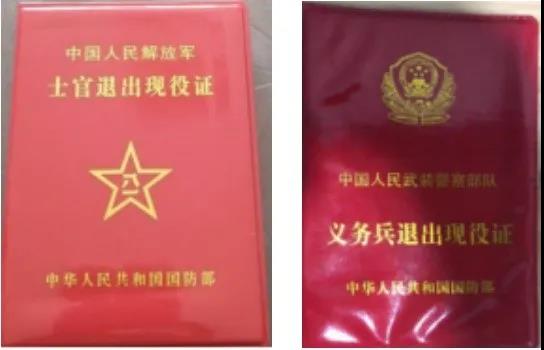 中国人民解放军
士官退出现役证
八一
中华人民共和国国防部
中国人民武装警察部队
义务兵退出现役证
中华人民共和国国防部